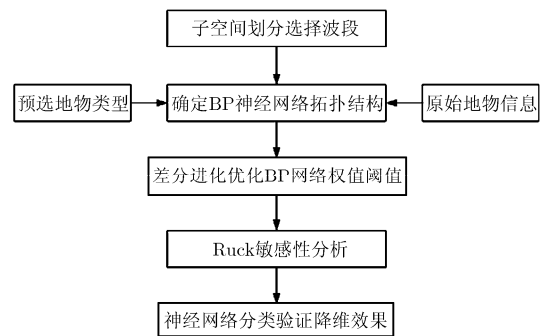 子空间划分选择波段
预选地物类型
确定BP神经网络拓扑结构
原始地物信息
差分进化优化BP网络权值阈值
Ruck敏感性分析
神经网络分类验证降维效果